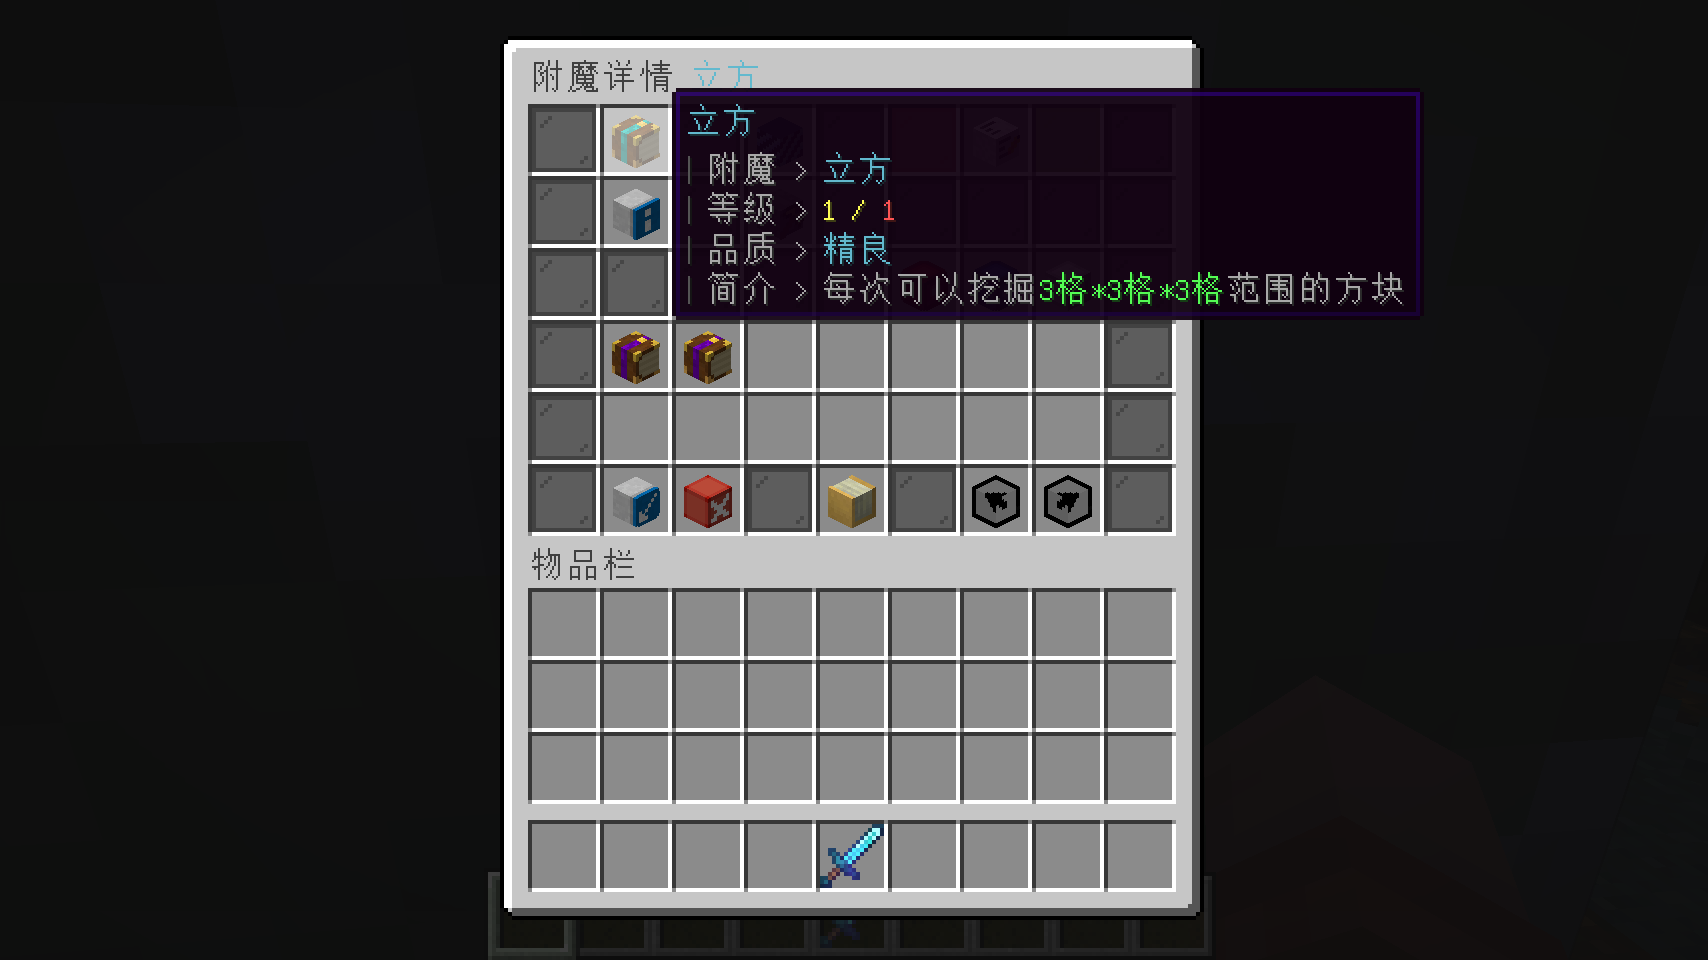 附魔详情 立方
立方
| 附魔 > 立方
| 等级 > 1 / 1
| 品质 > 精良
| 简介 > 每次可以挖掘3格*3格*3格范围的方块
物品栏